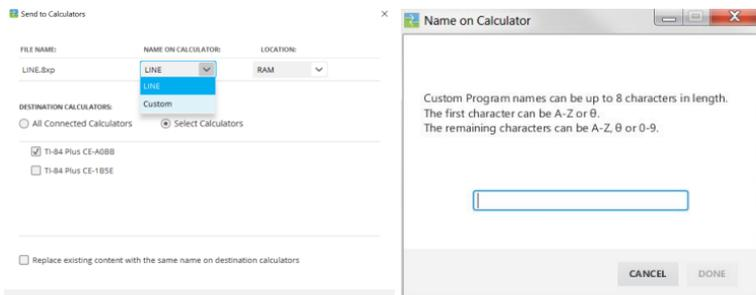 Send to Calculators
FILE NAME: NAME ON CALCULATOR: LOCATION:
LINE.8xp LINE RAM
LINE
Custom
DESTINATION CALCULATORS:
All Connected Calculators Select Calculators
TI-84 Plus CE-A0BB
TI-84 Plus CE-1B5E
Replace existing content with the same name on destination calculators
Name on Calculator
Custom Program names can be up to 8 characters in length.
The first character can be A-Z or θ.
The remaining characters can be A-Z, θ or 0-9.
CANCEL DONE